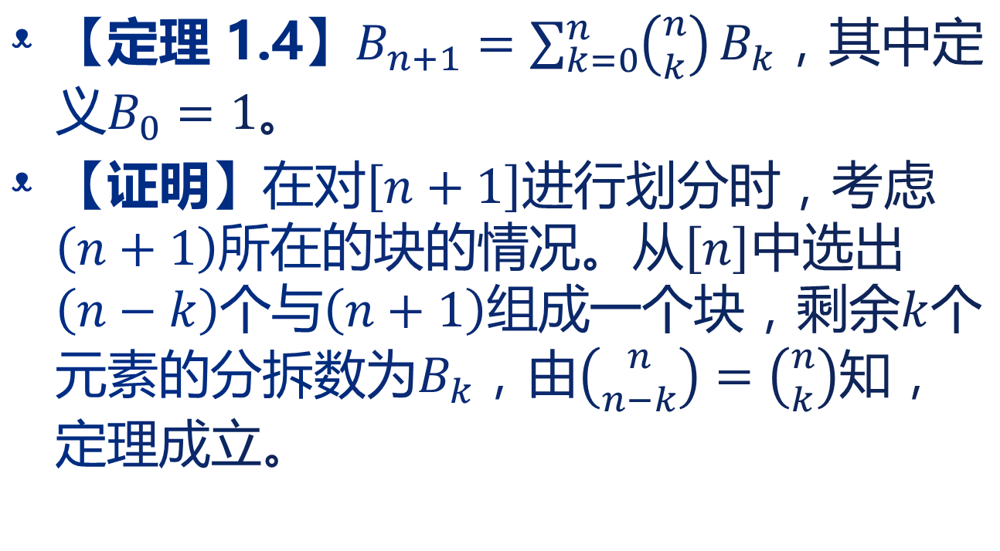 【定理 1.4】$B_{n+1} = \sum_{k=0}^{n} \binom{n}{k} B_k$，其中定
义$B_0 = 1$。
【证明】在对$[n + 1]$进行划分时，考虑
$(n + 1)$所在的块的情况。从$[n]$中选出
$(n - k)$个与$(n + 1)$组成一个块，剩余$k$个
元素的分拆数为$B_k$，由$\binom{n}{n-k} = \binom{n}{k}$知，
定理成立。